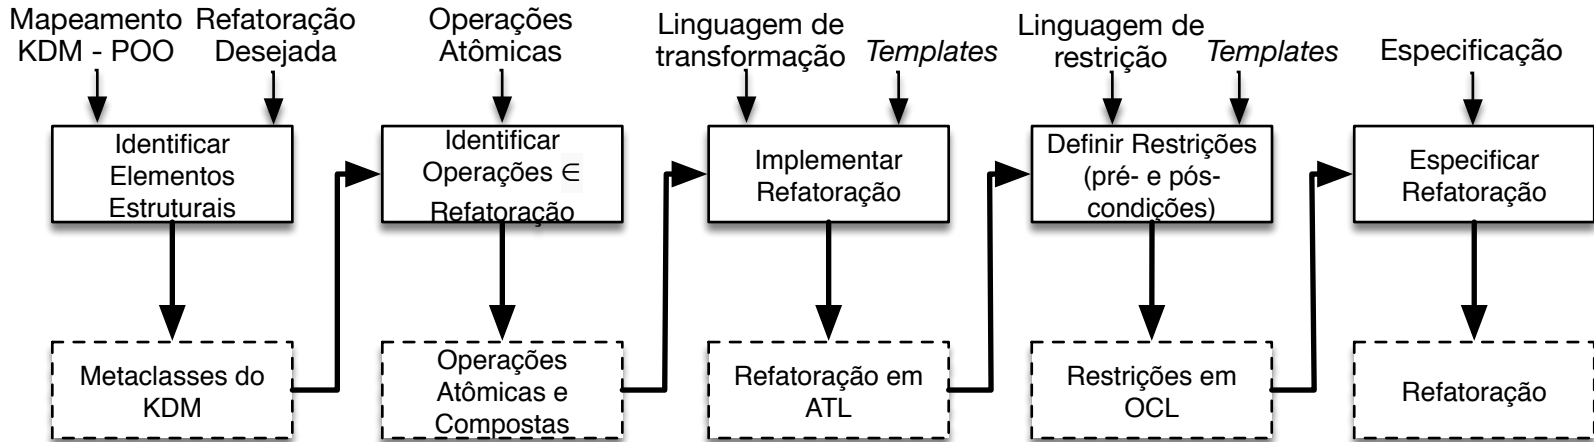 Mapeamento
KDM - POO
Refatoração
Desejada
Operações
Atômicas
Linguagem de
transformação
Templates
Linguagem de
restrição
Templates
Especificação
Identificar
Elementos
Estruturais
Identificar
Operações ∈
Refatoração
Implementar
Refatoração
Definir Restrições
(pré- e pós-
condições)
Especificar
Refatoração
Metaclasses do
KDM
Operações
Atômicas e
Compostas
Refatoração em
ATL
Restrições em
OCL
Refatoração